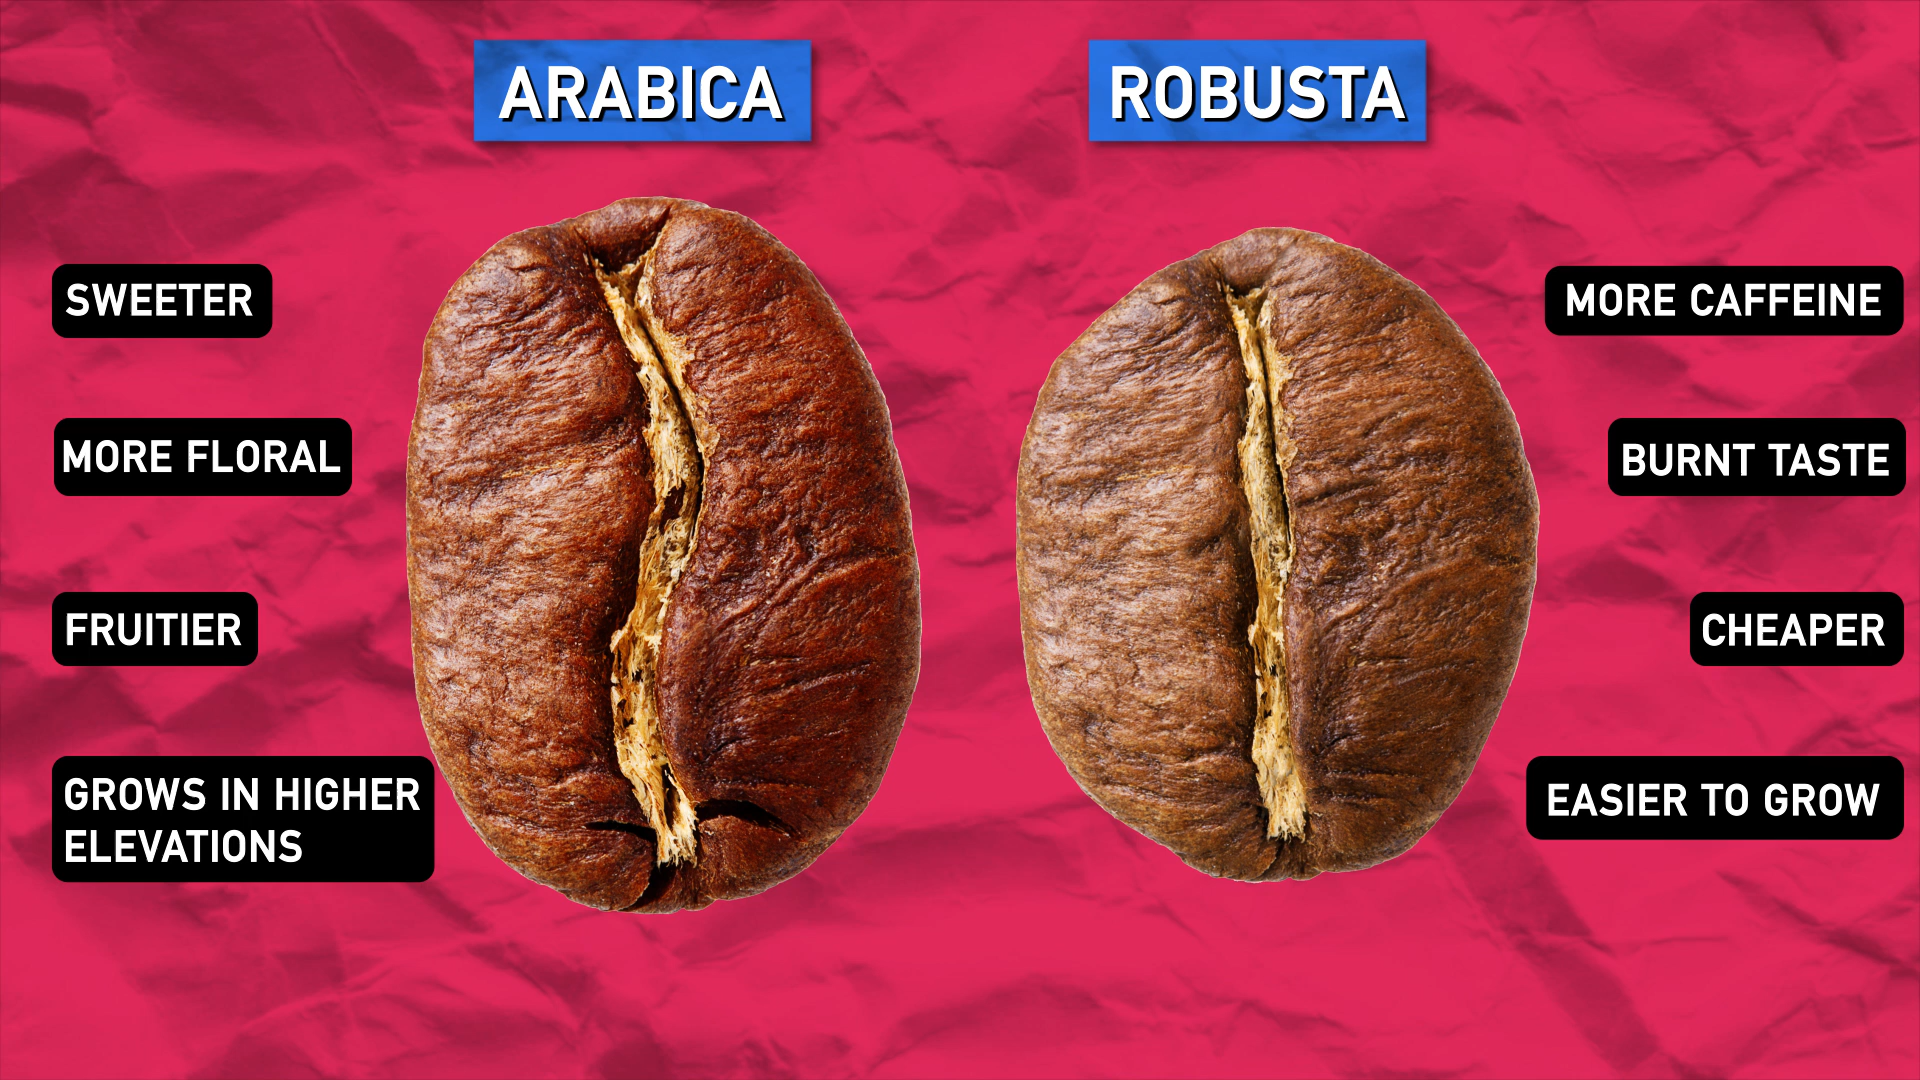 ARABICA
SWEETER
MORE FLORAL
FRUITIER
GROWS IN HIGHER
ELEVATIONS
ROBUSTA
MORE CAFFEINE
BURNT TASTE
CHEAPER
EASIER TO GROW